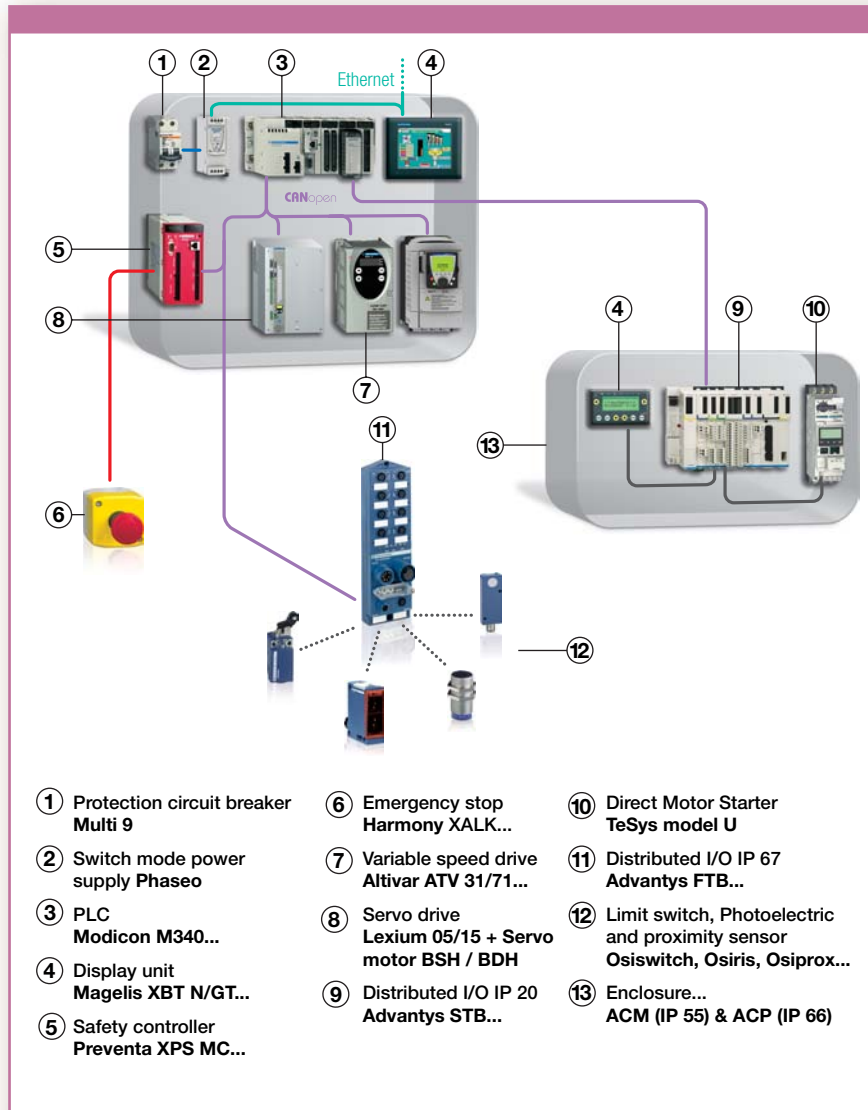 1
2
3
Ethernet
4
CANopen
5
8
7
4
9
10
11
13
6
12
1 Protection circuit breaker
Multi 9
2 Switch mode power
supply Phaseo
3 PLC
Modicon M340...
4 Display unit
Magelis XBT N/GT...
5 Safety controller
Preventa XPS MC...
6 Emergency stop
Harmony XALK...
7 Variable speed drive
Altivar ATV 31/71...
8 Servo drive
Lexium 05/15 + Servo
motor BSH / BDH
9 Distributed I/O IP 20
Advantys STB...
10 Direct Motor Starter
TeSys model U
11 Distributed I/O IP 67
Advantys FTB...
12 Limit switch, Photoelectric
and proximity sensor
Osiswitch, Osiris, Osiprox...
13 Enclosure...
ACM (IP 55) & ACP (IP 66)